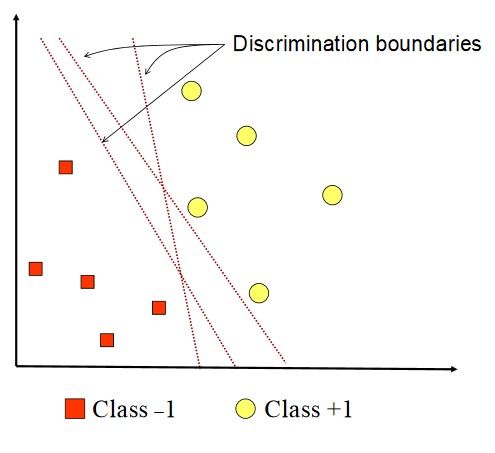 Discrimination boundaries
Class –1
Class +1